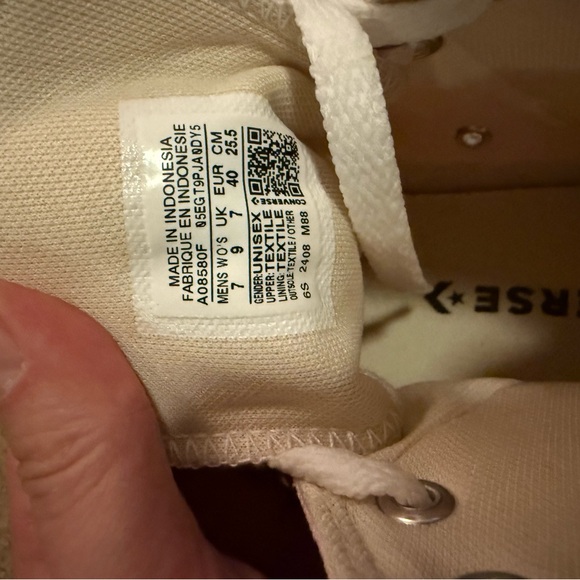 MADE IN INDONESIA
FABRIQUE EN INDONESIE
A08580F 05EGT9PJA0DY5
MENS WO'S UK EUR CM
7 9 7 40 25.5
GENDER:UNISEX
UPPER:TEXTILE
LINING:TEXTILE
OUTSOLE:TEXTILE / OTHER
6S 2408 M88
CONVERSE
ERSE